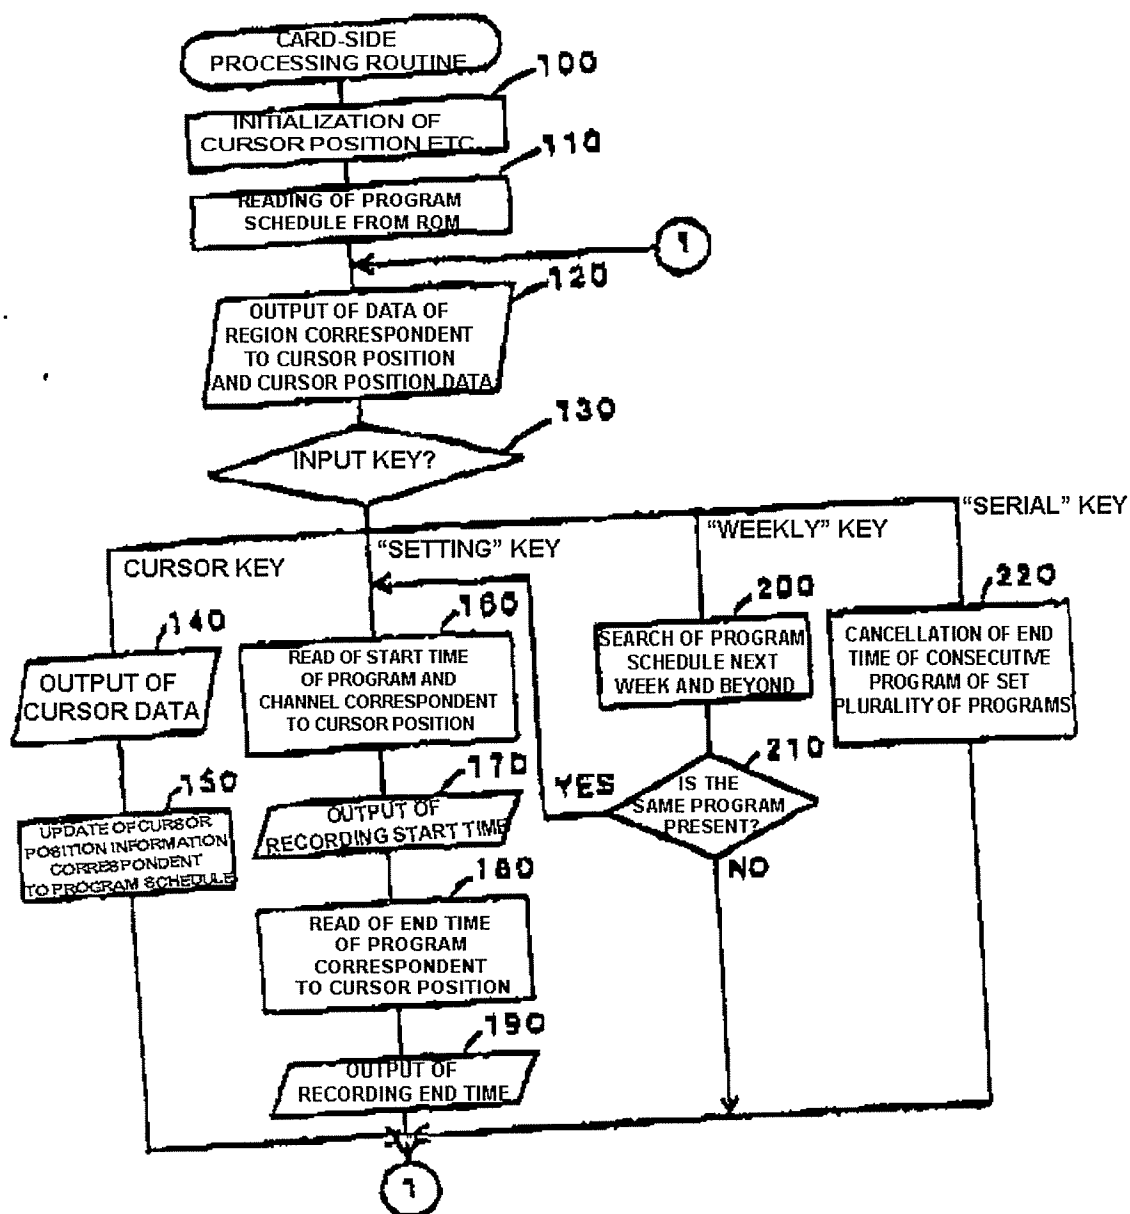 CARD-SIDE
PROCESSING ROUTINE
100
INITIALIZATION OF
CURSOR POSITION ETC
110
READING OF PROGRAM
SCHEDULE FROM ROM
1
120
OUTPUT OF DATA OF
REGION CORRESPONDENT
TO CURSOR POSITION
AND CURSOR POSITION DATA
130
INPUT KEY?
CURSOR KEY
"SETTING" KEY
"WEEKLY" KEY
"SERIAL" KEY
140
OUTPUT OF
CURSOR DATA
150
UPDATE OF CURSOR
POSITION INFORMATION
CORRESPONDENT
TO PROGRAM SCHEDULE
160
READ OF START TIME
OF PROGRAM AND
CHANNEL CORRESPONDENT
TO CURSOR POSITION
170
OUTPUT OF
RECORDING START TIME
180
READ OF END TIME
OF PROGRAM
CORRESPONDENT
TO CURSOR POSITION
190
OUTPUT OF
RECORDING END TIME
200
SEARCH OF PROGRAM
SCHEDULE NEXT
WEEK AND BEYOND
210
IS THE
SAME PROGRAM
PRESENT?
YES
NO
220
CANCELLATION OF END
TIME OF CONSECUTIVE
PROGRAM OF SET
PLURALITY OF PROGRAMS
1